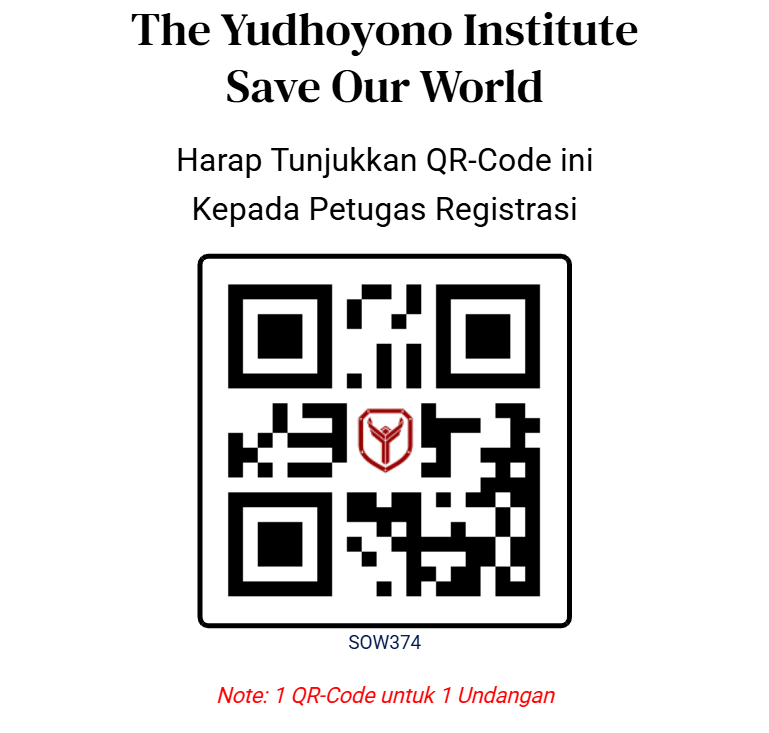 The Yudhoyono Institute
Save Our World
Harap Tunjukkan QR-Code ini
Kepada Petugas Registrasi
SOW374
Note: 1 QR-Code untuk 1 Undangan